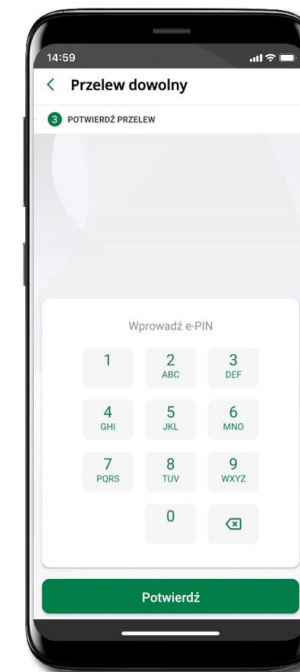 14:59
Przelew dowolny
3 POTWIERDŹ PRZELEW
Wprowadź e-PIN
1 2 3
ABC DEF
4 5 6
GHI JKL MNO
7 8 9
PQRS TUV WXYZ
0
Potwierdź